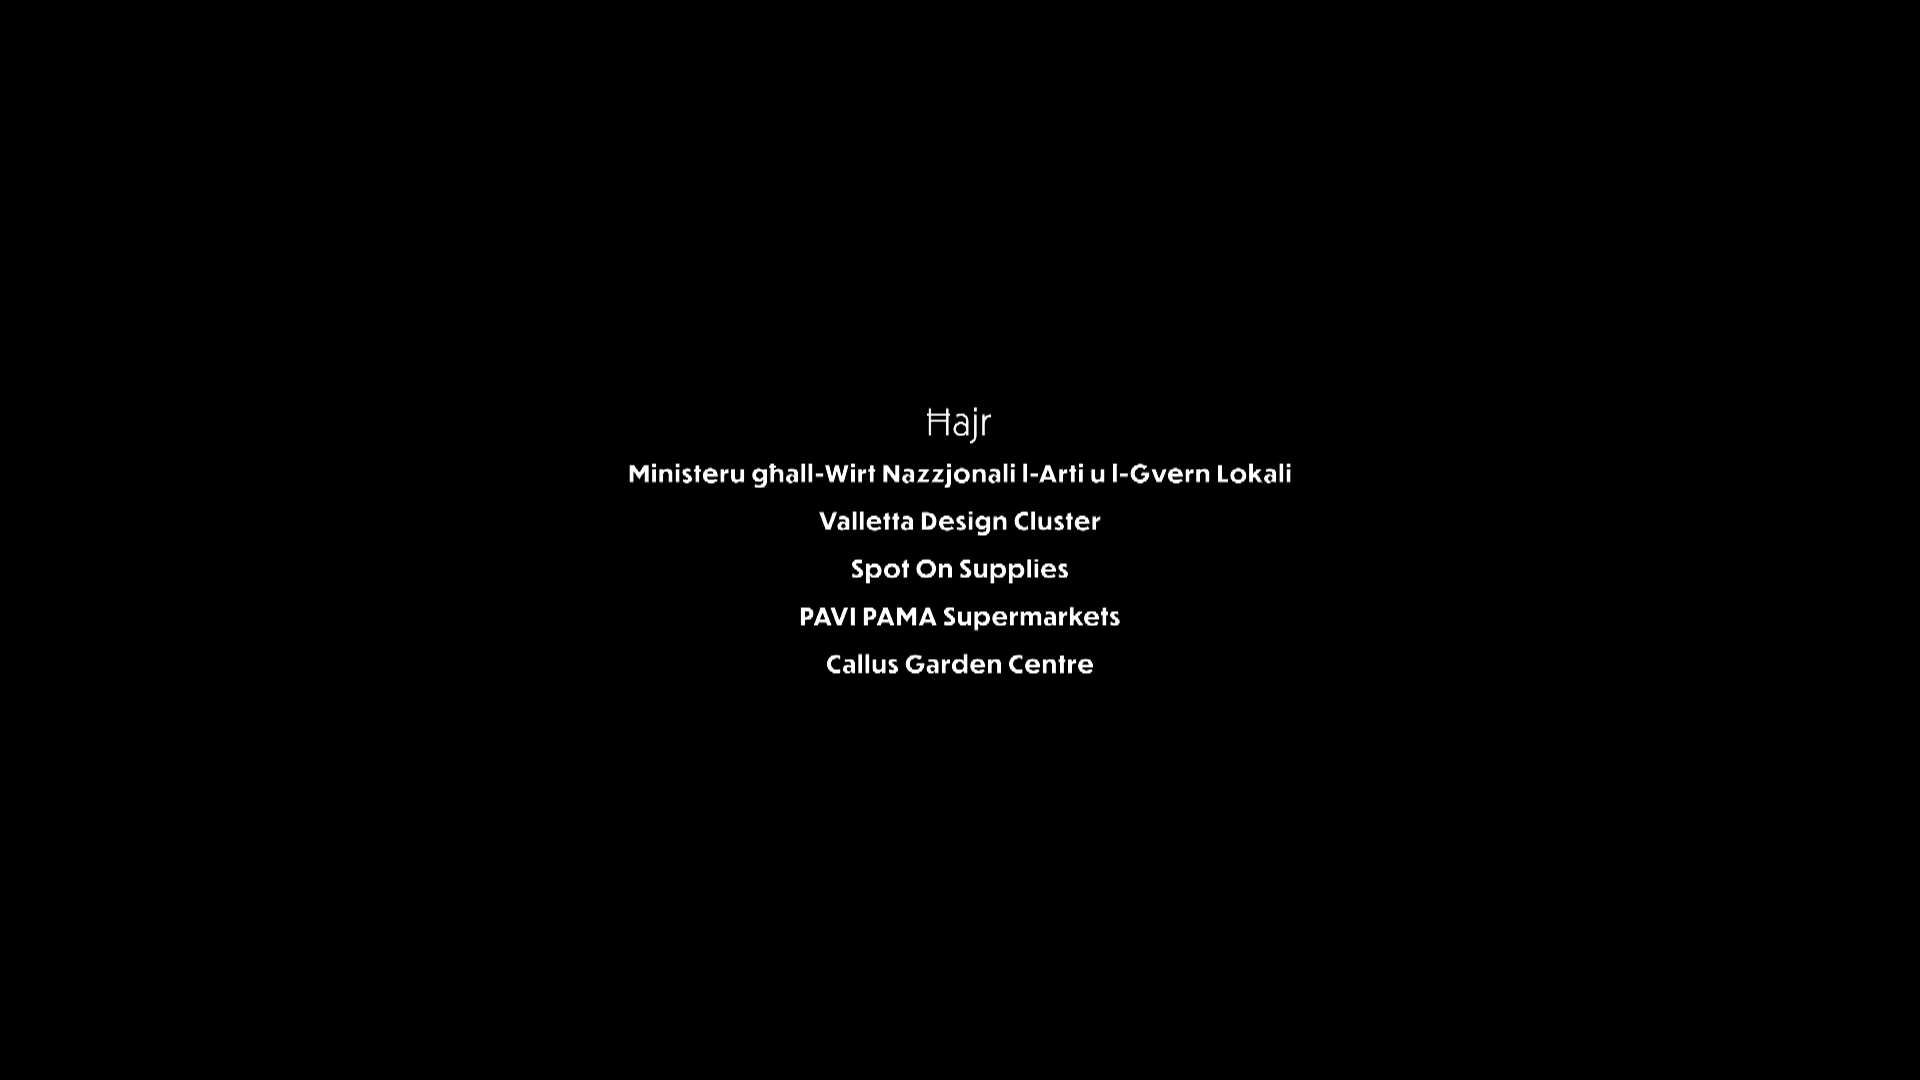 Ħajr
Ministeru għall-Wirt Nazzjonali l-Arti u l-Gvern Lokali
Valletta Design Cluster
Spot On Supplies
PAVI PAMA Supermarkets
Callus Garden Centre